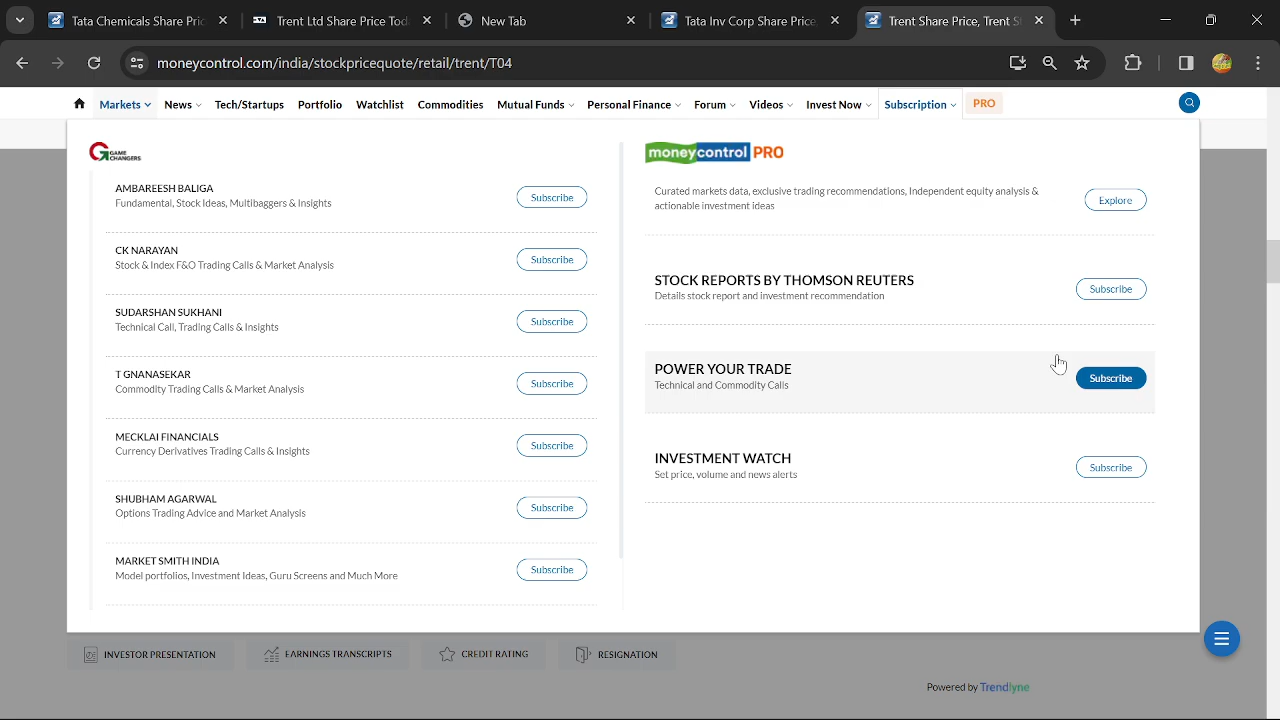 Tata Chemicals Share Pric
Trent Ltd Stock Price Toda
New Tab
Tata Inv Corp Share Price
Trent Share Price, Trent S
moneycontrol.com/india/stockpricequote/retail/trent/T04
Markets News Tech/Startups Portfolio Watchlist Commodities Mutual Funds Personal Finance Forum Videos Invest Now Subscription PRO
GAME CHANGERS
AMBAREESH BALIGA
Fundamental, Stock Ideas, Multibaggers & Insights
Subscribe
CK NARAYAN
Stock & Index F&O Trading Calls & Market Analysis
Subscribe
SUDARSHAN SUKHANI
Technical Call, Trading Calls & Insights
Subscribe
T GNANASEKAR
Commodity Trading Calls & Market Analysis
Subscribe
MECKLAI FINANCIALS
Currency Derivatives Trading Calls & Insights
Subscribe
SHUBHAM AGARWAL
Options Trading Advice and Market Analysis
Subscribe
MARKET SMITH INDIA
Model portfolios, Investment Ideas, Guru Screens and Much More
Subscribe
moneycontrol PRO
Curated markets data, exclusive trading recommendations, Independent equity analysis &
actionable investment ideas
Explore
STOCK REPORTS BY THOMSON REUTERS
Details stock report and investment recommendation
Subscribe
POWER YOUR TRADE
Technical and Commodity Calls
Subscribe
INVESTMENT WATCH
Set price, volume and news alerts
Subscribe
INVESTOR PRESENTATION EARNINGS TRANSCRIPTS CREDIT RATING RESIGNATION
Powered by Trendlyne